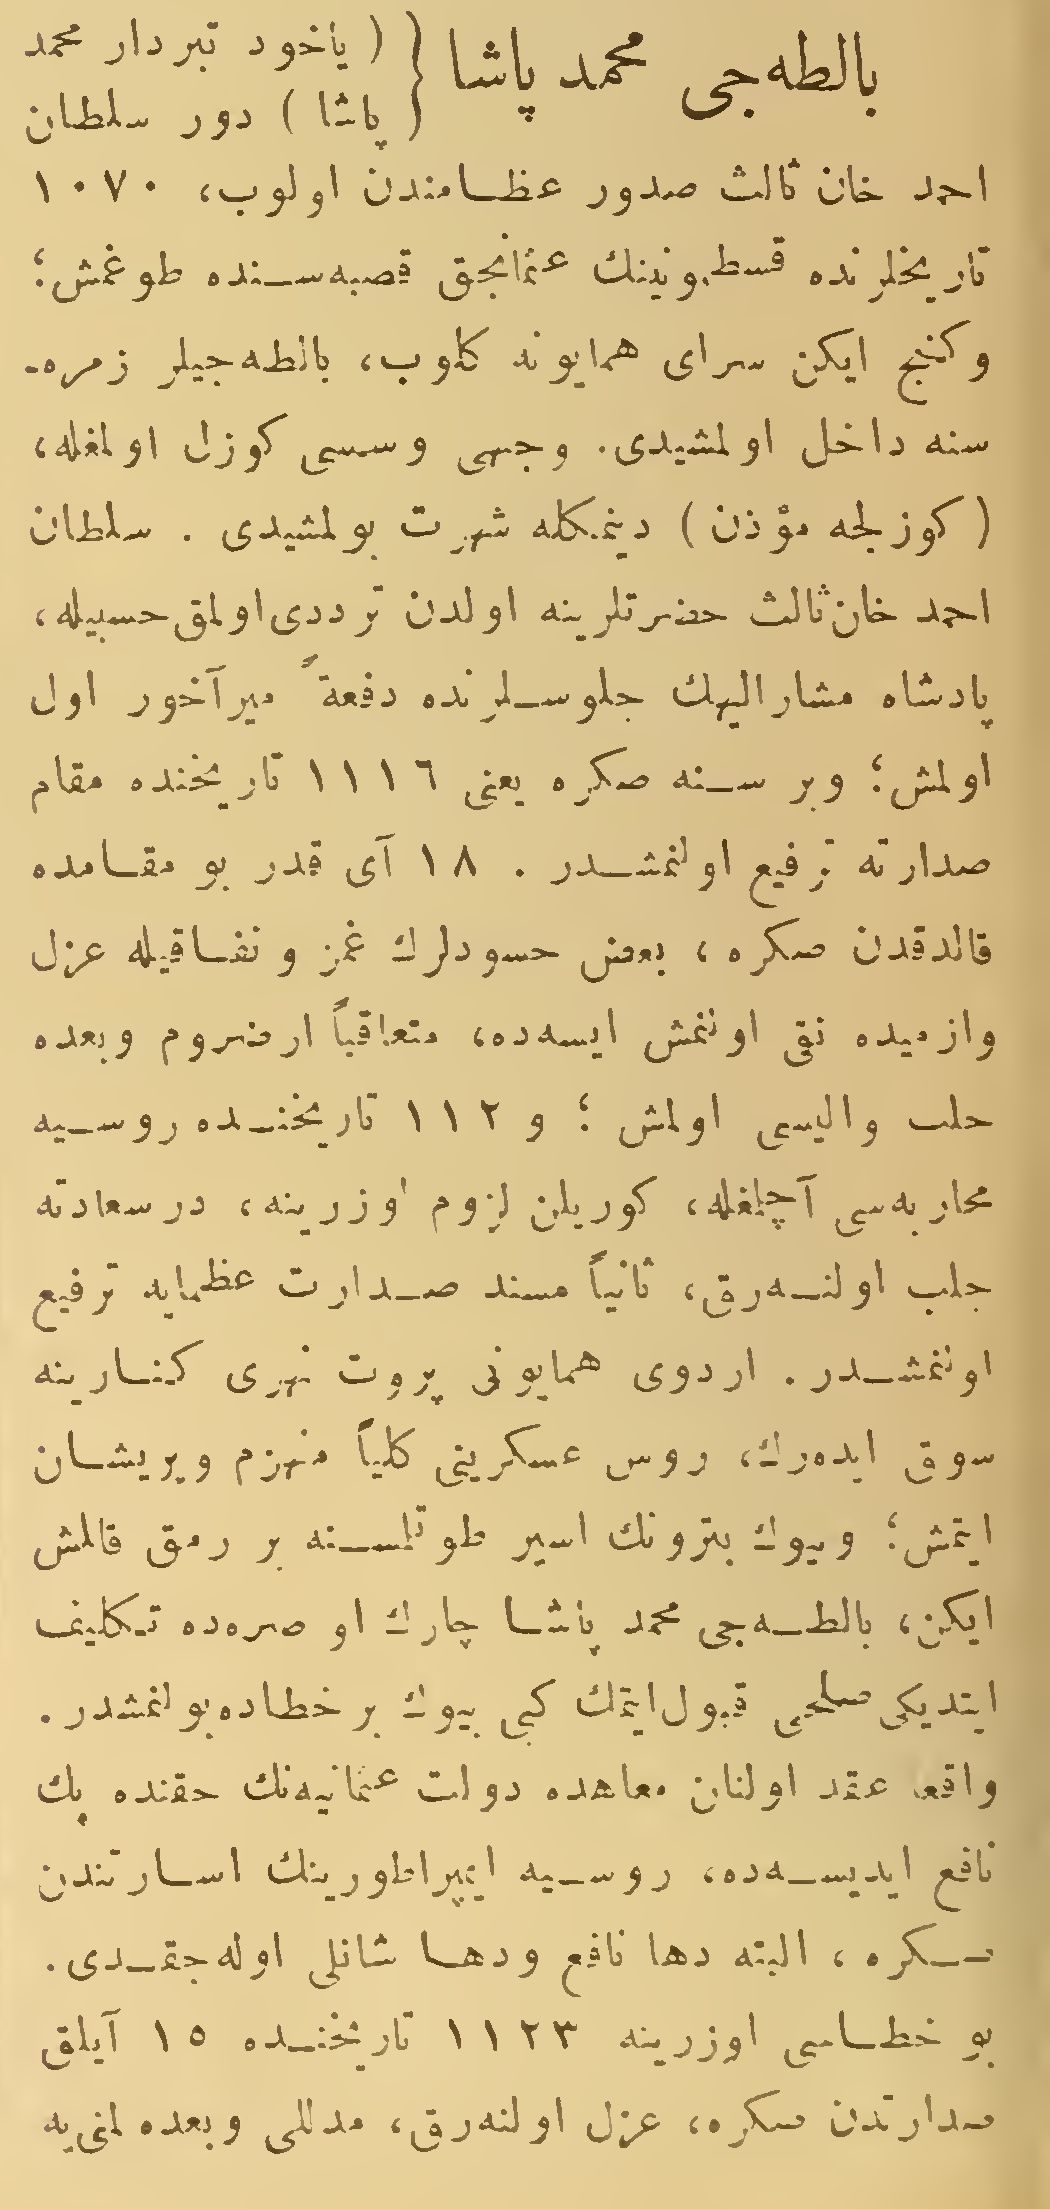 بالطه‌جی محمد پاشا { ( یاخود تبردار محمد
پاشا ) دور سلطان
احمد خان ثالث صدور عظامندن اولوب، ١٠٧٠
تاریخلرنده قسطمونینك عثمانجق قصبه‌سنده طوغمش؛
وكنج ایكن سرای همایونه كلوب، بالطه‌جیلر زمره-
سنه داخل اولمشیدی. وجهی وسسی كوزل اولمغله،
( كوزلجه مؤذن ) دینمكله شهرت بولمشیدی . سلطان
احمد خان ثالث حضرتلرینه اولدن ترددی اولمق حسبیله،
پادشاه مشارالیهك جلوسلرنده دفعةً میرآخور اول
اولمش؛ وبر سنه صكره یعنی ١١١٦ تاریخنده مقام
صدارته ترفیع اولنمشدر . ١٨ آی قدر بو مقامده
قالدقدن صكره ، بعض حسودلرك غمز و نفاقیله عزل
وازمیده نفی اولنمش ایسه‌ده، متعاقباً ارضروم وبعده
حلب والیسی اولمش ؛ و ١١٢ تاریخنده روسیه
محاربه‌سی آچلمغله، كوریلن لزوم اوزرینه، درسعادته
جلب اولنه‌رق، ثانیاً مسند صدارت عظمایه ترفیع
اولنمشدر . اردوی همایونی پروت نهری كنارینه
سوق ایده‌رك، روس عسكرینی كلیاً منهزم وپریشان
ایتمش؛ وبیوك پترونك اسیر طوتلمسنه بر رمق قالمش
ایكن، بالطه‌جی محمد پاشا چارك او صره‌ده تكلیف
ایتدیكی صلحی قبول ایتمك كبی بیوك بر خطاده بولنمشدر .
واقعا عقد اولنان معاهده دولت عثمانیه‌نك حقنده پك
نافع ایدیسه‌ده، روسیه ایمپراطورینك اسارتندن
صكره ، البته دها نافع ودها شانلی اوله‌جقدی .
بو خطاسی اوزرینه ١١٢٣ تاریخنده ١٥ آیلق
صدارتدن صكره، عزل اولنه‌رق، مدللی وبعده لمنی‌یه